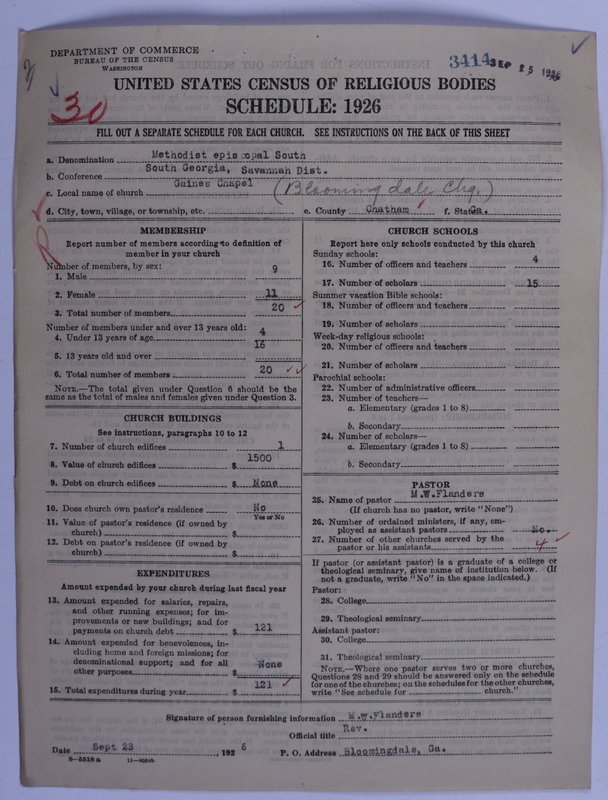 DEPARTMENT OF COMMERCE
BUREAU OF THE CENSUS
WASHINGTON
3414 SEP 25 1926
30
UNITED STATES CENSUS OF RELIGIOUS BODIES
SCHEDULE: 1926
FILL OUT A SEPARATE SCHEDULE FOR EACH CHURCH. SEE INSTRUCTIONS ON THE BACK OF THIS SHEET
a. Denomination Methodist episcopal South
b. Conference South Georgia, Savannah Dist.
c. Local name of church Gaines Chapel (Bloomingdale Chg.)
d. City, town, village, or township, etc. e. County Chatham f. State Ga.
MEMBERSHIP
Report number of members according to definition of member in your church
Number of members, by sex:
1. Male 9
2. Female 11
3. Total number of members 20
Number of members under and over 13 years old:
4. Under 13 years of age 4
5. 13 years old and over 16
6. Total number of members 20
NOTE.—The total given under Question 6 should be the
same as the total of males and females given under Question 3.
CHURCH BUILDINGS
See instructions, paragraphs 10 to 12
7. Number of church edifices 1
8. Value of church edifices $ 1500
9. Debt on church edifices $ None
10. Does church own pastor's residence No
Yes or No
11. Value of pastor's residence (if owned by
church) $
12. Debt on pastor's residence (if owned by
church) $
EXPENDITURES
Amount expended by your church during last fiscal year
13. Amount expended for salaries, repairs,
and other running expenses; for im-
provements or new buildings; and for
payments on church debt $ 121
14. Amount expended for benevolences, in-
cluding home and foreign missions; for
denominational support; and for all
other purposes $ None
15. Total expenditures during year $ 121
CHURCH SCHOOLS
Report here only schools conducted by this church
Sunday schools:
16. Number of officers and teachers 4
17. Number of scholars 15
Summer vacation Bible schools:
18. Number of officers and teachers
19. Number of scholars
Week-day religious schools:
20. Number of officers and teachers
21. Number of scholars
Parochial schools:
22. Number of administrative officers
23. Number of teachers—
a. Elementary (grades 1 to 8)
b. Secondary
24. Number of scholars—
a. Elementary (grades 1 to 8)
b. Secondary
PASTOR
25. Name of pastor M.W.Flanders
(If church has no pastor, write "None")
26. Number of ordained ministers, if any, em-
ployed as assistant pastors No.
27. Number of other churches served by the
pastor or his assistants 4
If pastor (or assistant pastor) is a graduate of a college or
theological seminary, give name of institution below. (If
not a graduate, write "No" in the space indicated.)
Pastor:
28. College
29. Theological seminary
Assistant pastor:
30. College
31. Theological seminary
NOTE.—Where one pastor serves two or more churches,
Questions 28 and 29 should be answered only on the schedule
for one of the churches; on the schedules for the other churches,
write "See schedule for church."
Signature of person furnishing information M.W.Flanders
Official title Rev.
Date Sept 23, 1926 P. O. Address Bloomingdale, Ga.